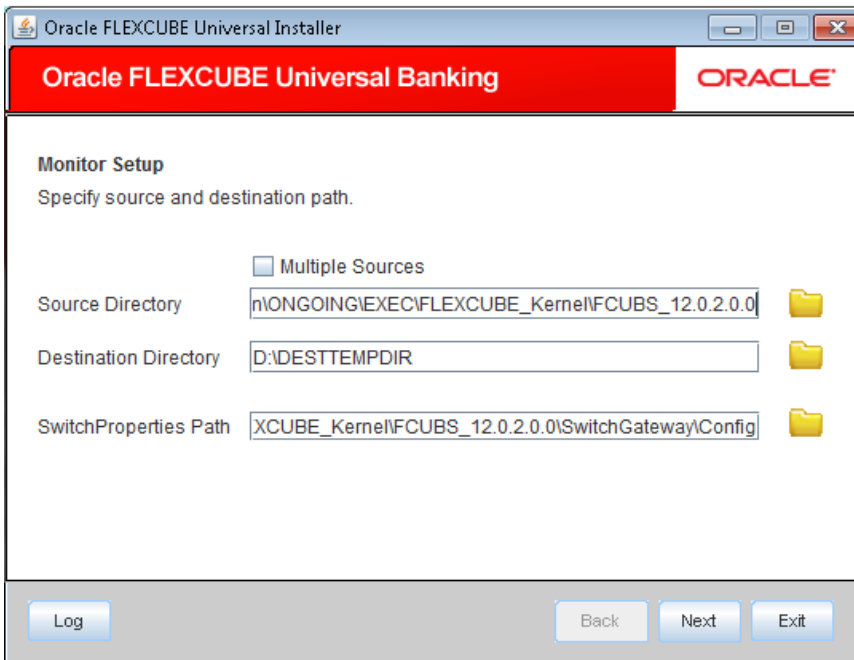 Oracle FLEXCUBE Universal Installer
Oracle FLEXCUBE Universal Banking
ORACLE
Monitor Setup
Specify source and destination path.
Multiple Sources
Source Directory n\ONGOING\EXEC\FLEXCUBE_Kernel\FCUBS_12.0.2.0.0
Destination Directory D:\DESTTEMPDIR
SwitchProperties Path XCUBE_Kernel\FCUBS_12.0.2.0.0\SwitchGateway\Config
Log Back Next Exit